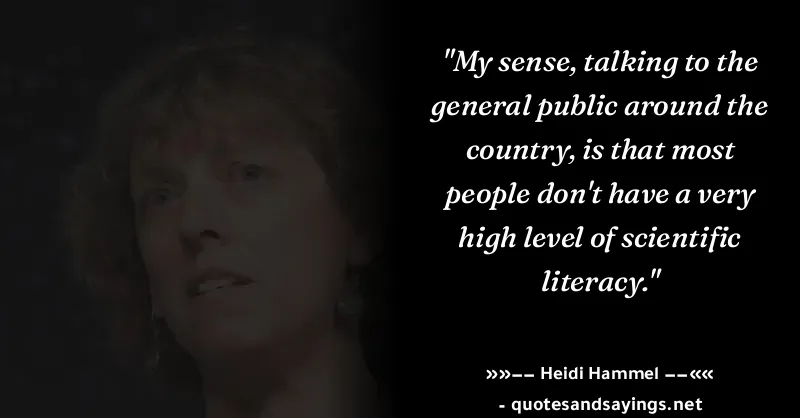 "My sense, talking to the
general public around the
country, is that most
people don't have a very
high level of scientific
literacy."
»»−− Heidi Hammel −−««
- quotesandsayings.net